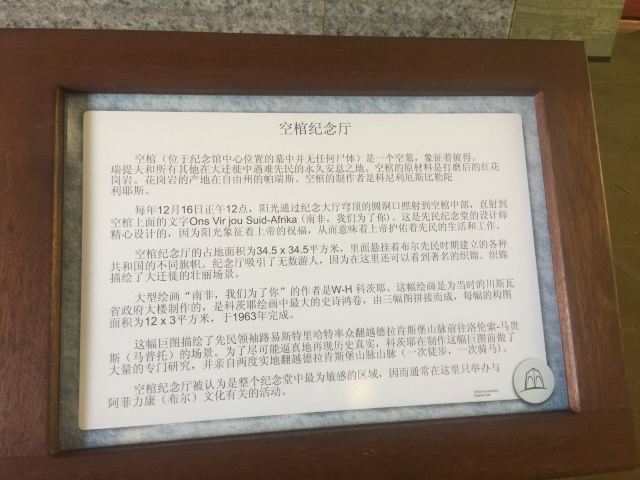 空棺纪念厅
空棺（位于纪念馆中心位置的墓中并无任何尸体）是一个空墓，象征着彼得。
瑞提夫和所有其他在大迁徙中遇难先民的永久安息之地。空棺的原材料是打磨后的红花
岗岩。花岗岩的产地在自由州的帕瑞斯。空棺的制作者是科尼利厄斯比勒陀
利耶斯。
每年12月16日正午12点，阳光通过纪念大厅穹顶的圆洞口照射到空棺中部，直射到
空棺上面的文字Ons Vir jou Suid-Afrika（南非，我们为了你）。这是先民纪念堂的设计师
精心设计的，因为阳光象征着上帝的祝福，从而意味着上帝护佑着先民的生活和工作。
空棺纪念厅的占地面积为34.5 x 34.5平方米，里面悬挂着布尔先民时期建立的各种
共和国的不同旗帜。纪念厅吸引了无数游人，因为在这里还可以看到著名的织锦。织锦
描绘了大迁徙的壮丽场景。
大型绘画“南非，我们为了你”的作者是W-H 科茨耶。这幅绘画是为当时的川斯瓦
省政府大楼制作的，是科茨耶绘画中最大的史诗鸿卷，由三幅图拼接而成，每幅的构图
面积为12 x 3平方米，于1963年完成。
这幅巨图描绘了先民领袖路易斯特里哈特率众翻越德拉肯斯堡山脉前往洛伦索-马贵
斯（马普托）的场景。为了尽可能逼真地再现历史真实，科茨耶在制作这幅巨图前做了
大量的专门研究，并亲自两度实地翻越德拉肯斯堡山脉山脉（一次徒步，一次骑马）。
空棺纪念厅被认为是整个纪念堂中最为敏感的区域，因而通常在这里只举办与
阿菲力康（布尔）文化有关的活动。